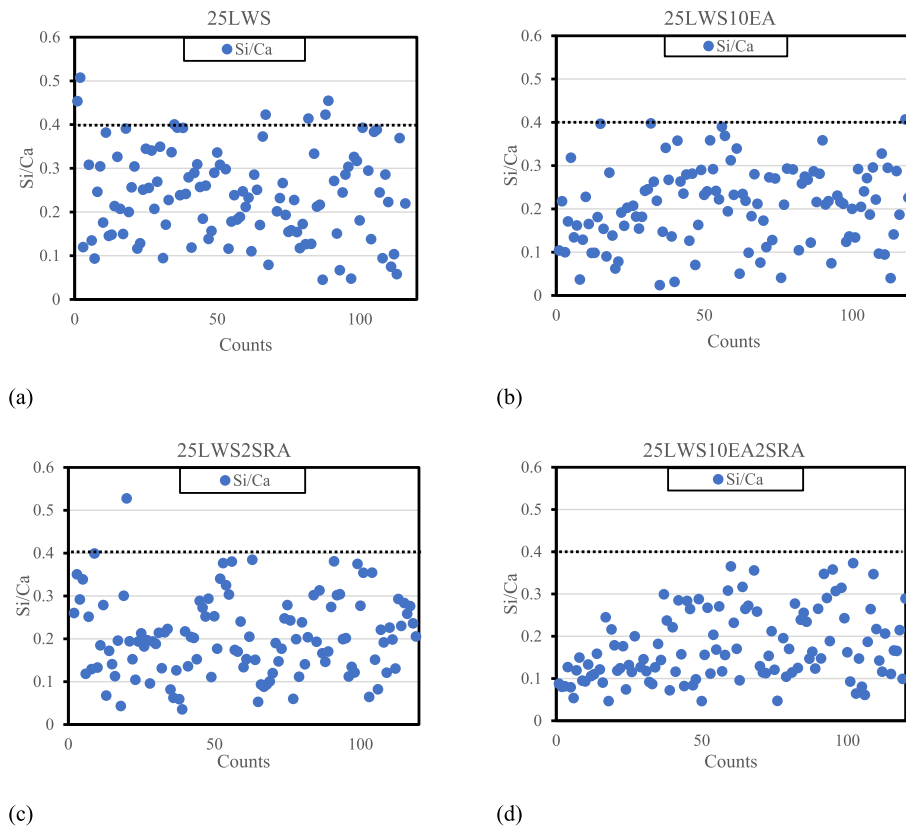 25LWS
Si/Ca
0.6
0.5
0.4
0.3
0.2
0.1
0
Si/Ca
0 50 100
Counts
(a)
25LWS10EA
Si/Ca
0.6
0.5
0.4
0.3
0.2
0.1
0
Si/Ca
0 50 100
Counts
(b)
25LWS2SRA
Si/Ca
0.6
0.5
0.4
0.3
0.2
0.1
0
Si/Ca
0 50 100
Counts
(c)
25LWS10EA2SRA
Si/Ca
0.6
0.5
0.4
0.3
0.2
0.1
0
Si/Ca
0 50 100
Counts
(d)